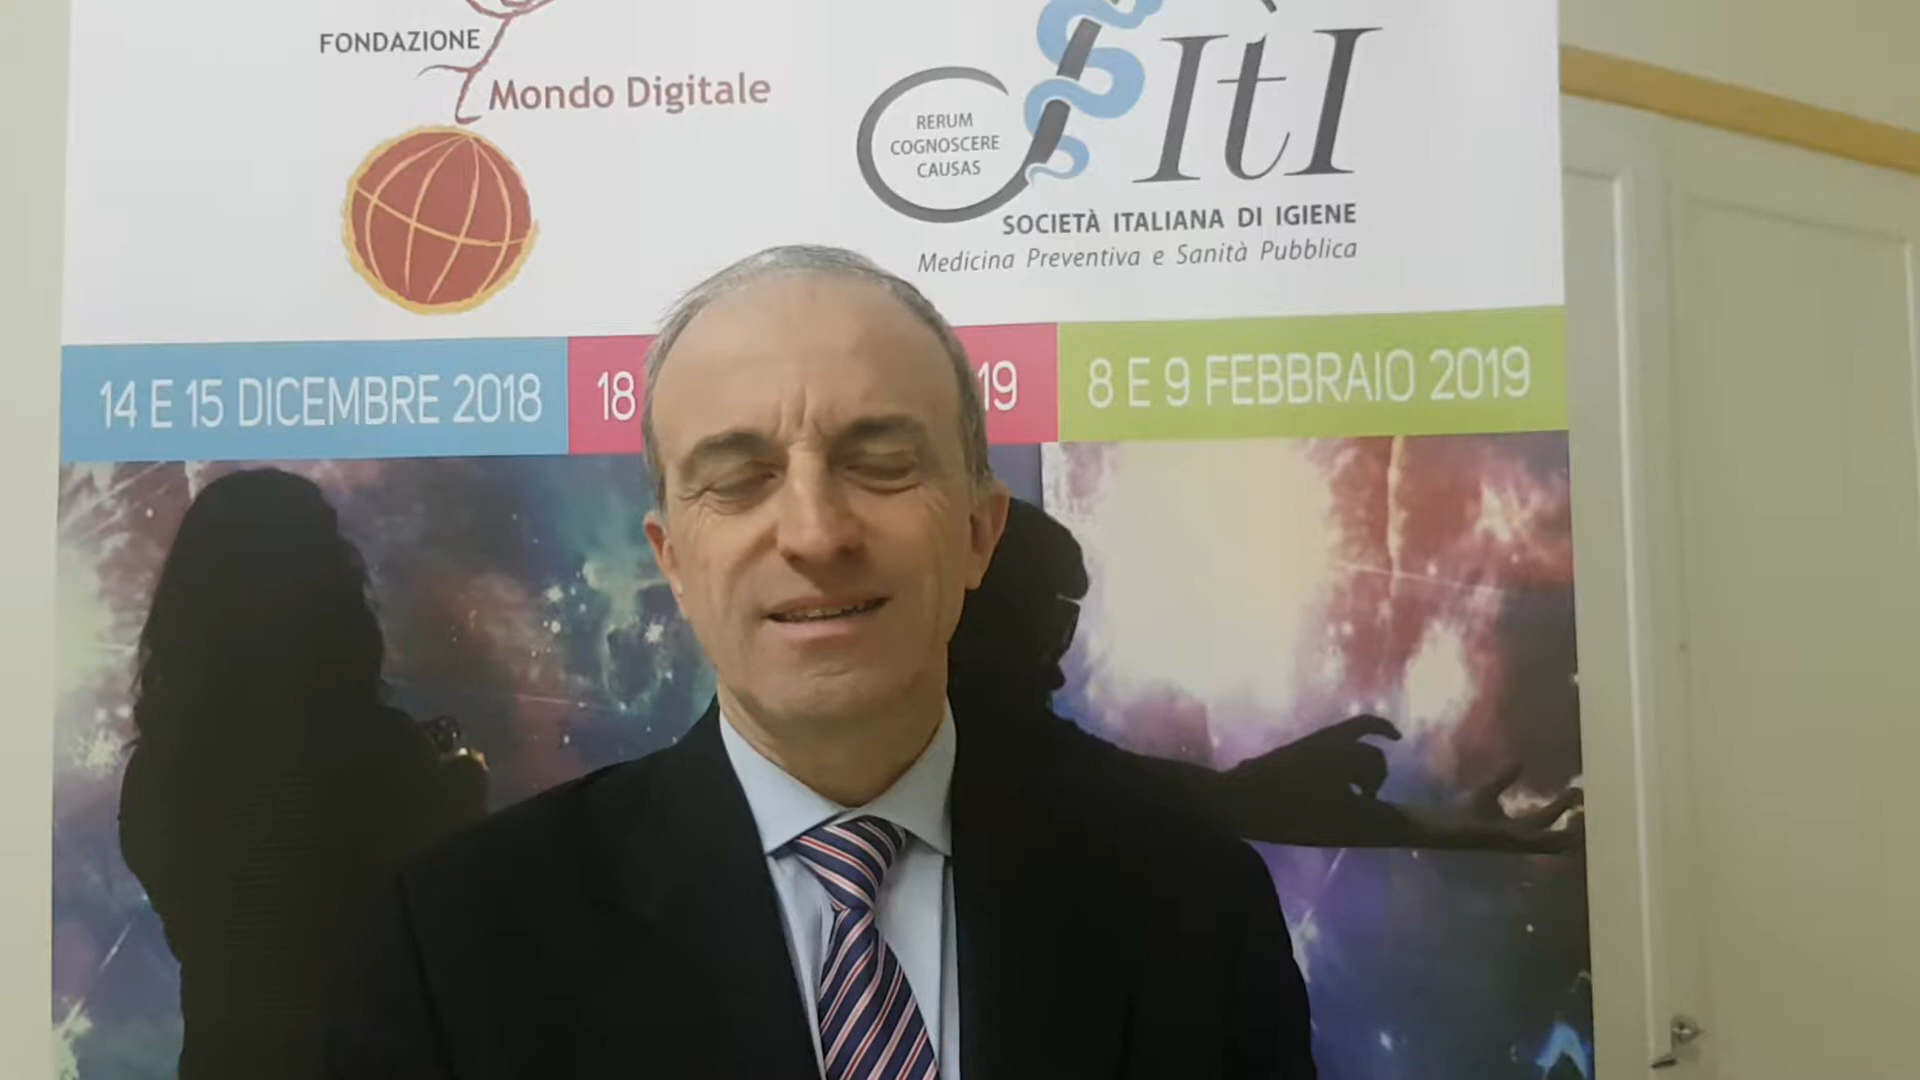 FONDAZIONE
Mondo Digitale
RERUM
COGNOSCERE
CAUSAS
SItI
SOCIETÀ ITALIANA DI IGIENE
Medicina Preventiva e Sanità Pubblica
14 E 15 DICEMBRE 2018
18
19
8 E 9 FEBBRAIO 2019